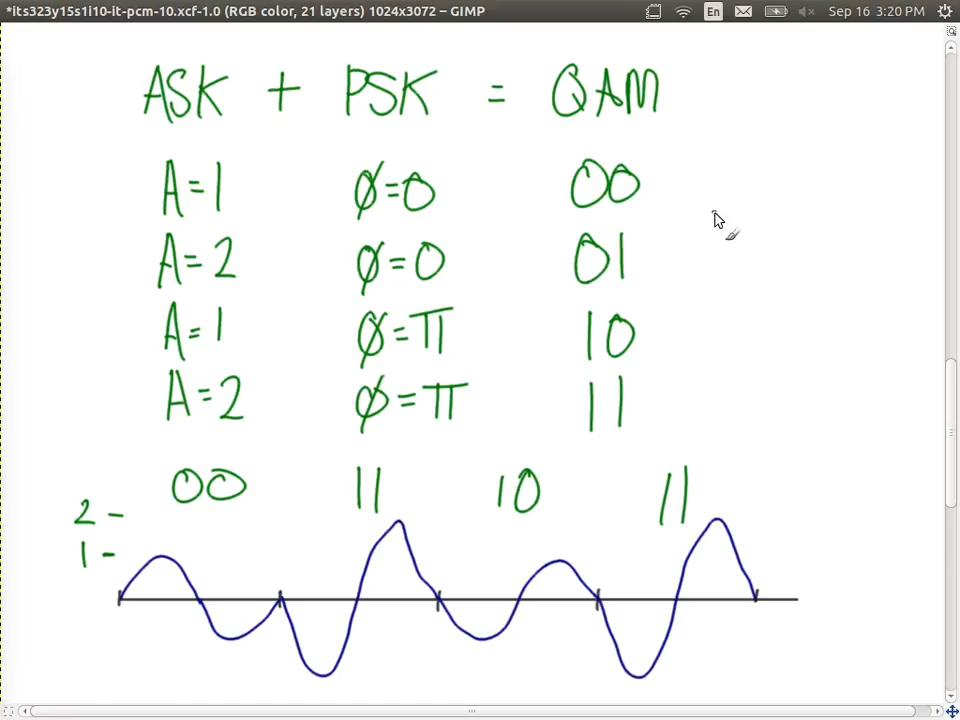 *its323y15s1i10-it-pcm-10.xcf-1.0 (RGB color, 21 layers) 1024x3072 – GIMP En Sep 16 3:20 PM
ASK + PSK = QAM
A=1 ø=0 00
A=2 ø=0 01
A=1 ø=π 10
A=2 ø=π 11
00 11 10 11
2 -
1 -